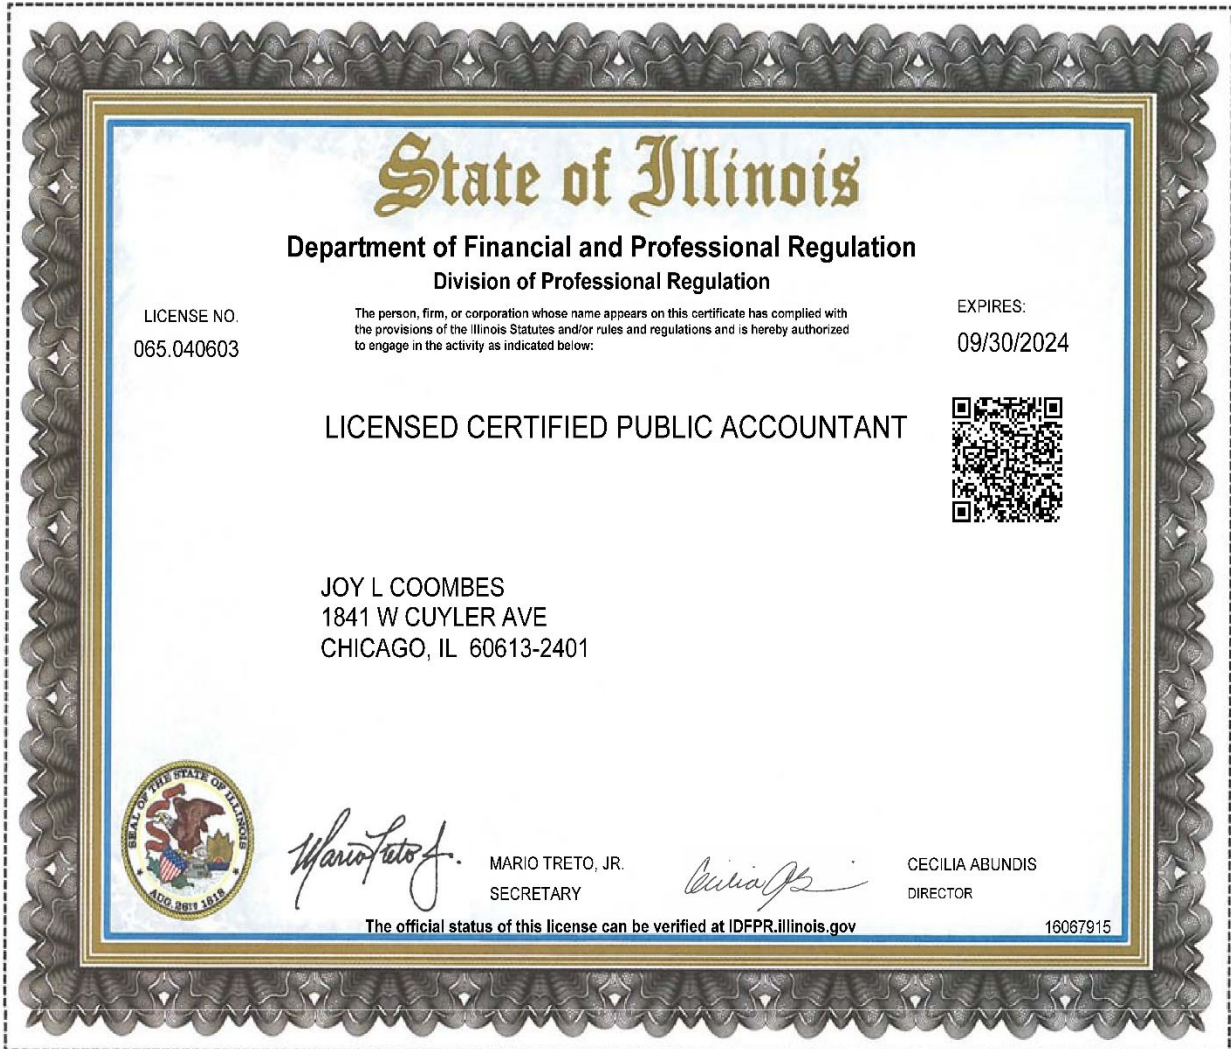 State of Illinois
Department of Financial and Professional Regulation
Division of Professional Regulation
LICENSE NO.
065.040603
The person, firm, or corporation whose name appears on this certificate has complied with
the provisions of the Illinois Statutes and/or rules and regulations and is hereby authorized
to engage in the activity as indicated below:
EXPIRES:
09/30/2024
LICENSED CERTIFIED PUBLIC ACCOUNTANT
JOY L COOMBES
1841 W CUYLER AVE
CHICAGO, IL 60613-2401
SEAL OF THE STATE OF ILLINOIS
AUG. 26TH 1818
Mario Treto Jr.
MARIO TRETO, JR.
SECRETARY
CECILIA ABUNDIS
DIRECTOR
The official status of this license can be verified at IDFPR.illinois.gov
16067915